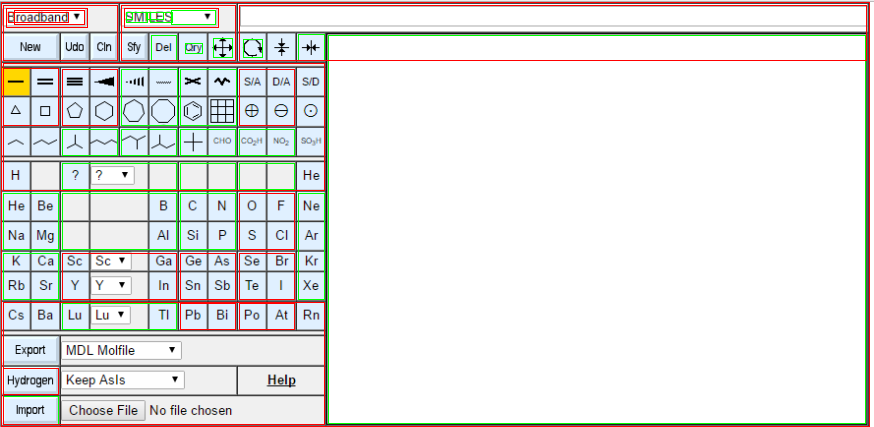 Broadband ▼ SMILES ▼
New Udo Cln Sfy Del Qry
S/A D/A S/D
CHO CO₂H NO₂ SO₃H
H ? ? ▼ He
He Be B C N O F Ne
Na Mg Al Si P S Cl Ar
K Ca Sc Sc ▼ Ga Ge As Se Br Kr
Rb Sr Y Y ▼ In Sn Sb Te I Xe
Cs Ba Lu Lu ▼ Tl Pb Bi Po At Rn
Export MDL Molfile ▼
Hydrogen Keep AsIs ▼ Help
Import Choose File No file chosen